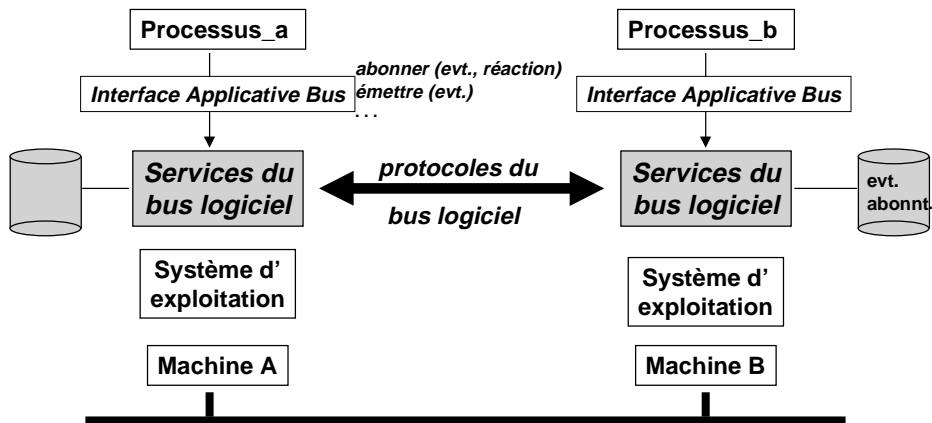 Processus_a
Processus_b
abonner (evt., réaction)
émettre (evt.)
. . .
Interface Applicative Bus
Interface Applicative Bus
Services du
bus logiciel
protocoles du
bus logiciel
Services du
bus logiciel
evt.
abonnt.
Système d'
exploitation
Système d'
exploitation
Machine A
Machine B